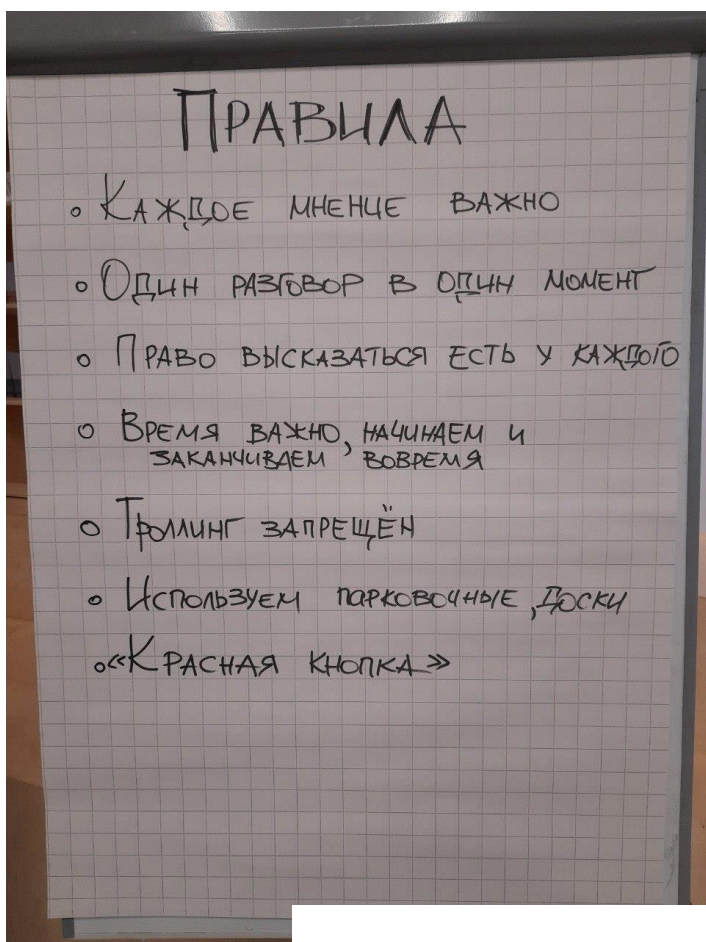 ПРАВИЛА
• КАЖДОЕ МНЕНИЕ ВАЖНО
• ОДИН РАЗГОВОР В ОДИН МОМЕНТ
• ПРАВО ВЫСКАЗАТЬСЯ ЕСТЬ У КАЖДОГО
• ВРЕМЯ ВАЖНО, НАЧИНАЕМ И
ЗАКАНЧИВАЕМ ВОВРЕМЯ
• ТРОЛЛИНГ ЗАПРЕЩЁН
• ИСПОЛЬЗУЕМ ПАРКОВОЧНЫЕ ДОСКИ
• «КРАСНАЯ КНОПКА»